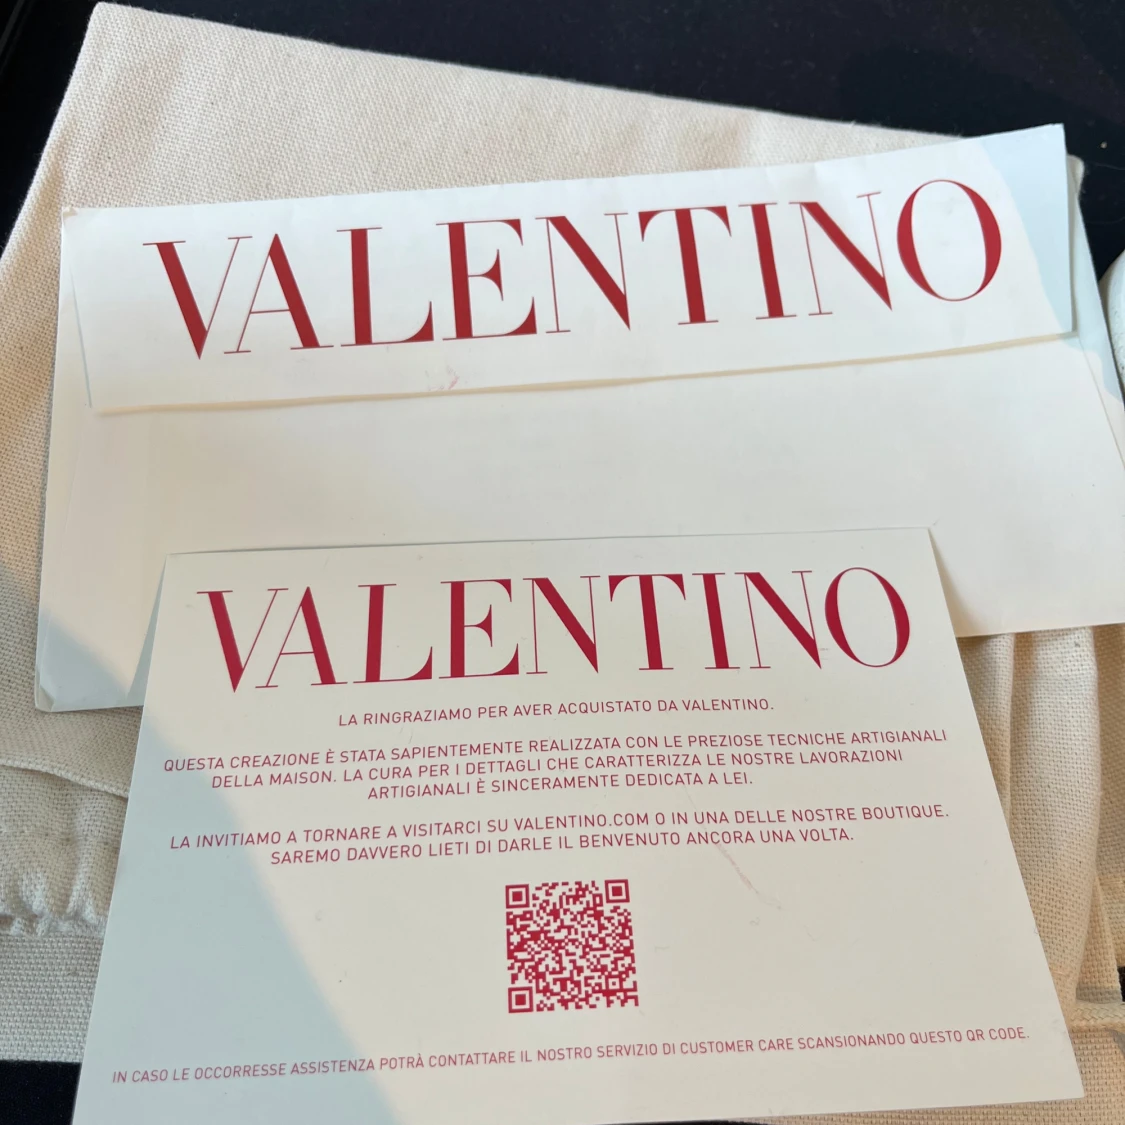 VALENTINO
VALENTINO
LA RINGRAZIAMO PER AVER ACQUISTATO DA VALENTINO.
QUESTA CREAZIONE È STATA SAPIENTEMENTE REALIZZATA CON LE PREZIOSE TECNICHE ARTIGIANALI
DELLA MAISON. LA CURA PER I DETTAGLI CHE CARATTERIZZA LE NOSTRE LAVORAZIONI
ARTIGIANALI È SINCERAMENTE DEDICATA A LEI.
LA INVITIAMO A TORNARE A VISITARCI SU VALENTINO.COM O IN UNA DELLE NOSTRE BOUTIQUE.
SAREMO DAVVERO LIETI DI DARLE IL BENVENUTO ANCORA UNA VOLTA.
IN CASO LE OCCORRESSE ASSISTENZA POTRÀ CONTATTARE IL NOSTRO SERVIZIO DI CUSTOMER CARE SCANSIONANDO QUESTO QR CODE.